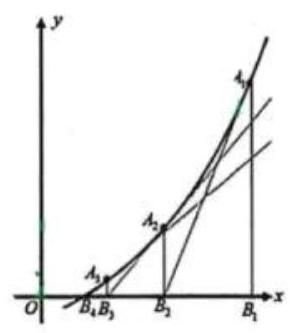 y
A₁
A₂
A₃
O
B₄ B₃ B₂ B₁ x